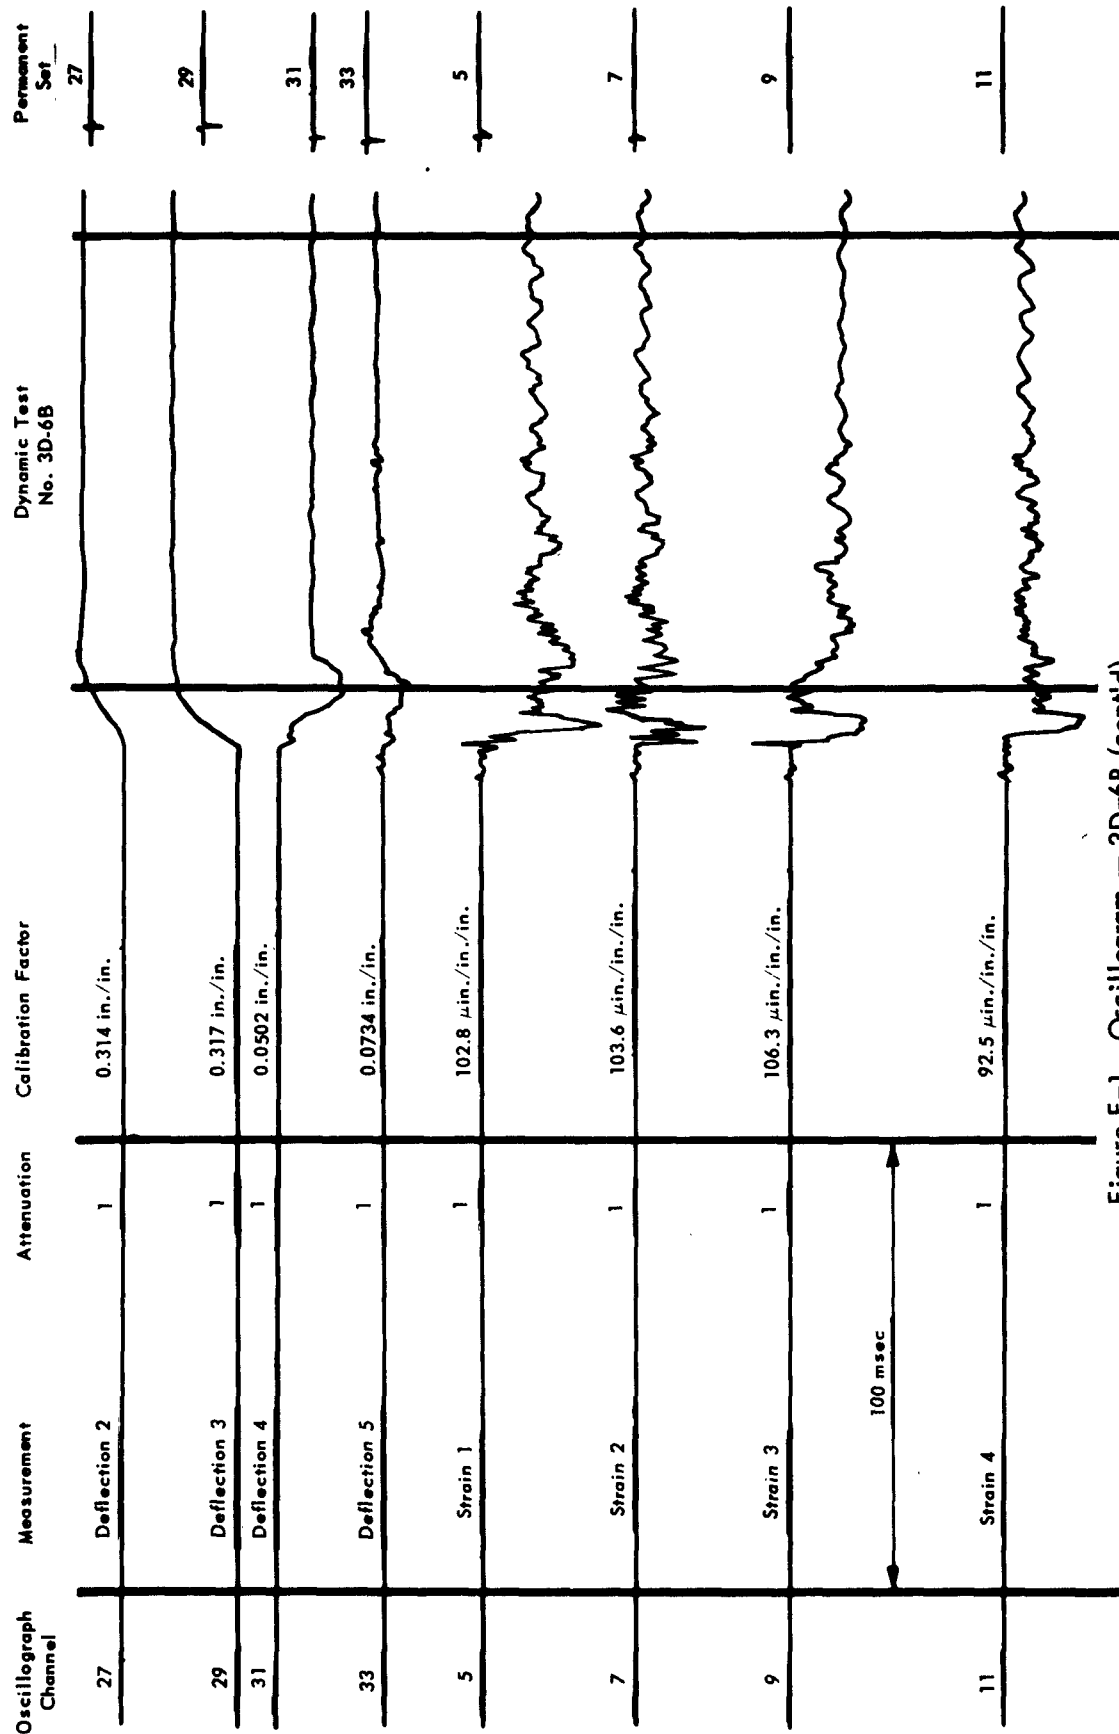 Oscillograph
Channel
Measurement
Attenuation
Calibration Factor
Dynamic Test
No. 3D-6B
Permanent
Set
27
Deflection 2
1
0.314 in./in.
27
29
Deflection 3
1
0.317 in./in.
29
31
Deflection 4
1
0.0502 in./in.
31
33
Deflection 5
1
0.0734 in./in.
33
5
Strain 1
1
102.8 μin./in./in.
5
7
Strain 2
1
103.6 μin./in./in.
7
9
Strain 3
1
106.3 μin./in./in.
9
100 msec
11
Strain 4
1
92.5 μin./in./in.
11
Oscillogram – 3D-6B (cont'd)